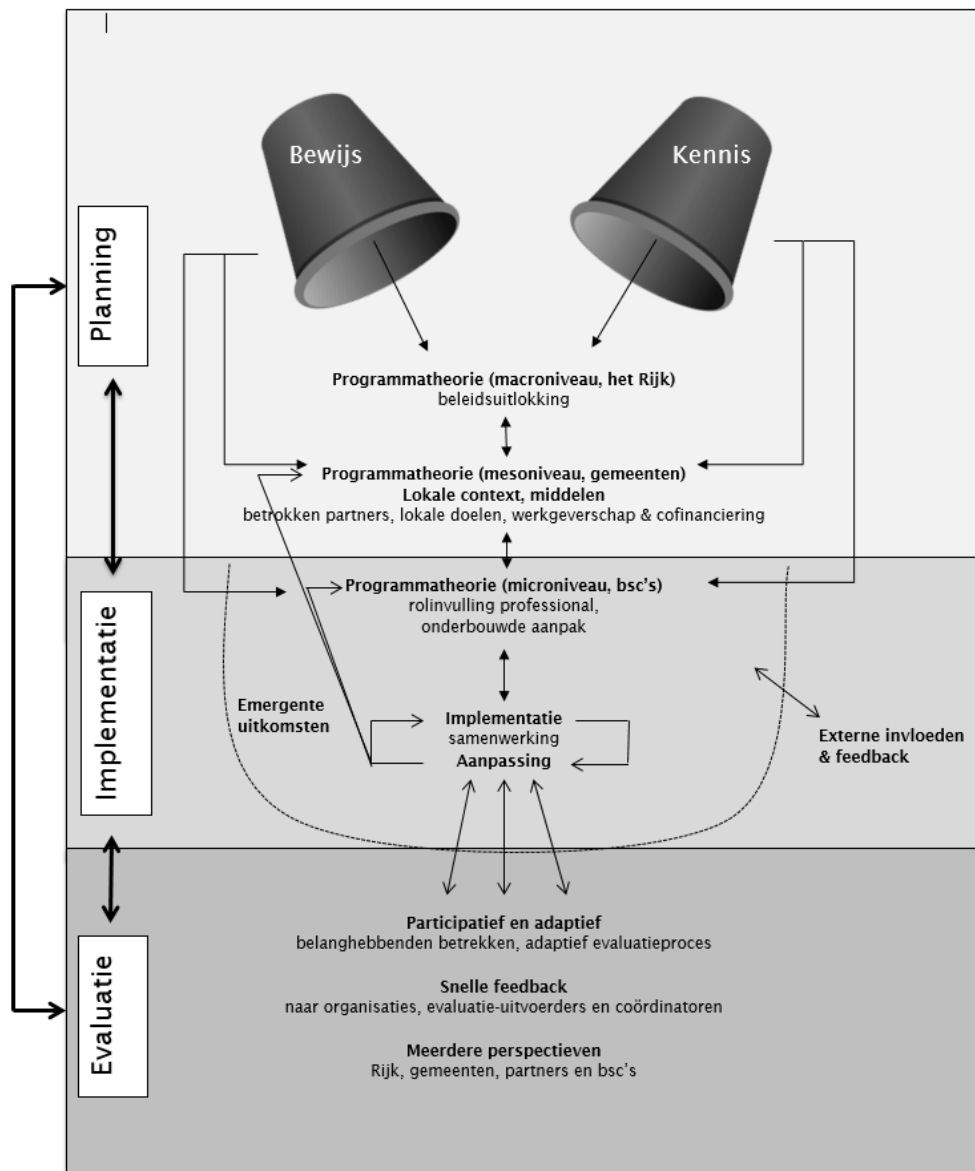 Bewijs
Kennis
Planning
Programmatheorie (macroniveau, het Rijk)
beleidsuitlokking
Programmatheorie (mesoniveau, gemeenten)
Lokale context, middelen
betrokken partners, lokale doelen, werkgeverschap & cofinanciering
Implementatie
Programmatheorie (microniveau, bsc's)
rolinvulling professional,
onderbouwde aanpak
Emergente
uitkomsten
Implementatie
samenwerking
Aanpassing
Externe invloeden
& feedback
Evaluatie
Participatief en adaptief
belanghebbenden betrekken, adaptief evaluatieproces
Snelle feedback
naar organisaties, evaluatie-uitvoerders en coördinatoren
Meerdere perspectieven
Rijk, gemeenten, partners en bsc's